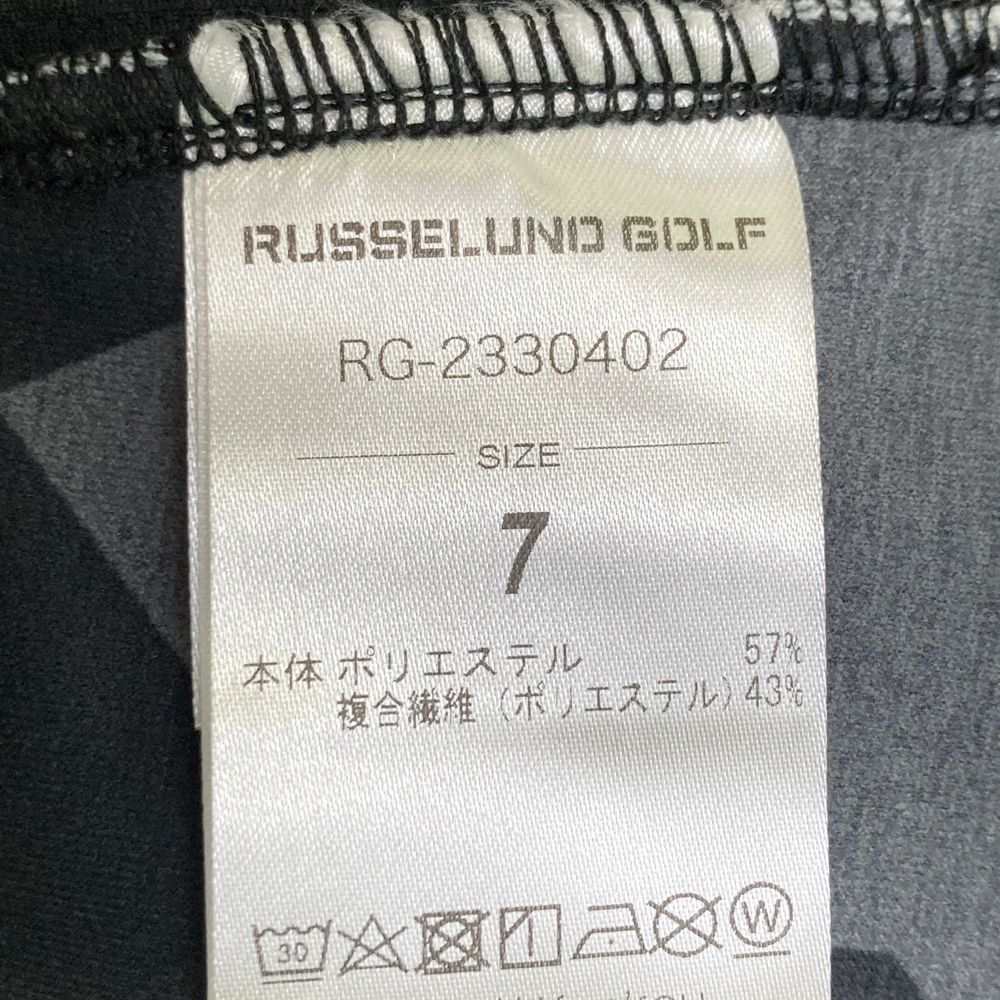 RUSSELUNO GOLF
RG-2330402
SIZE
7
本体 ポリエステル 57%
複合繊維 (ポリエステル) 43%
30
W